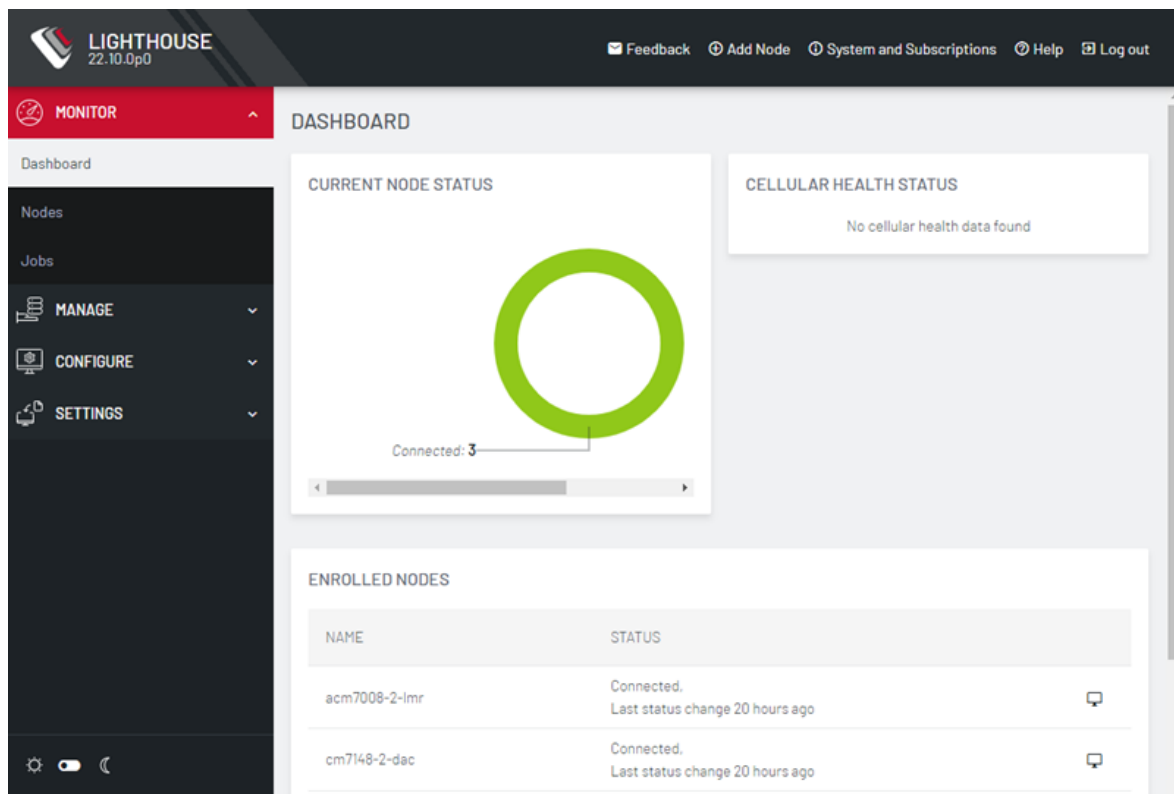 LIGHTHOUSE
22.10.0p0
Feedback Add Node System and Subscriptions Help Log out
MONITOR
Dashboard
Nodes
Jobs
MANAGE
CONFIGURE
SETTINGS
DASHBOARD
CURRENT NODE STATUS
Connected: 3
CELLULAR HEALTH STATUS
No cellular health data found
ENROLLED NODES
NAME STATUS
acm7008-2-lmr
Connected.
Last status change 20 hours ago
cm7148-2-dac
Connected.
Last status change 20 hours ago